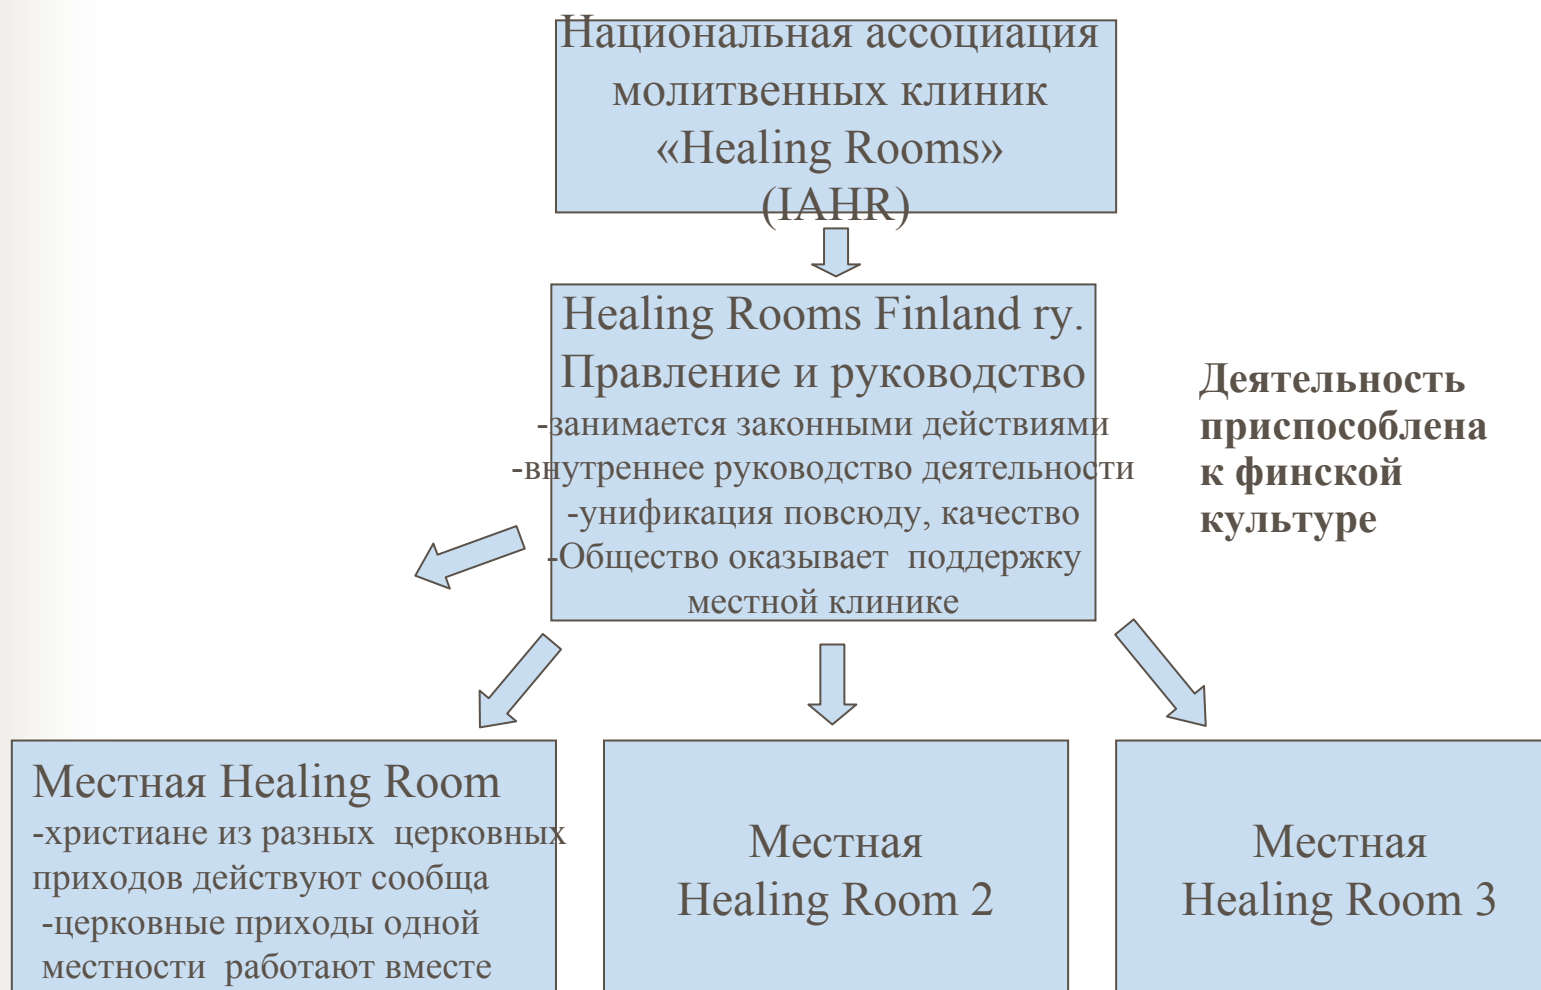 Национальная ассоциация
молитвенных клиник
«Healing Rooms»
(IAHR)
Healing Rooms Finland ry.
Правление и руководство
-занимается законными действиями
-внутреннее руководство деятельности
-унификация повсюду, качество
-Общество оказывает поддержку
местной клинике
Деятельность
приспособлена
к финской
культуре
Местная Healing Room
-христиане из разных церковных
приходов действуют сообща
-церковные приходы одной
местности работают вместе
Местная
Healing Room 2
Местная
Healing Room 3